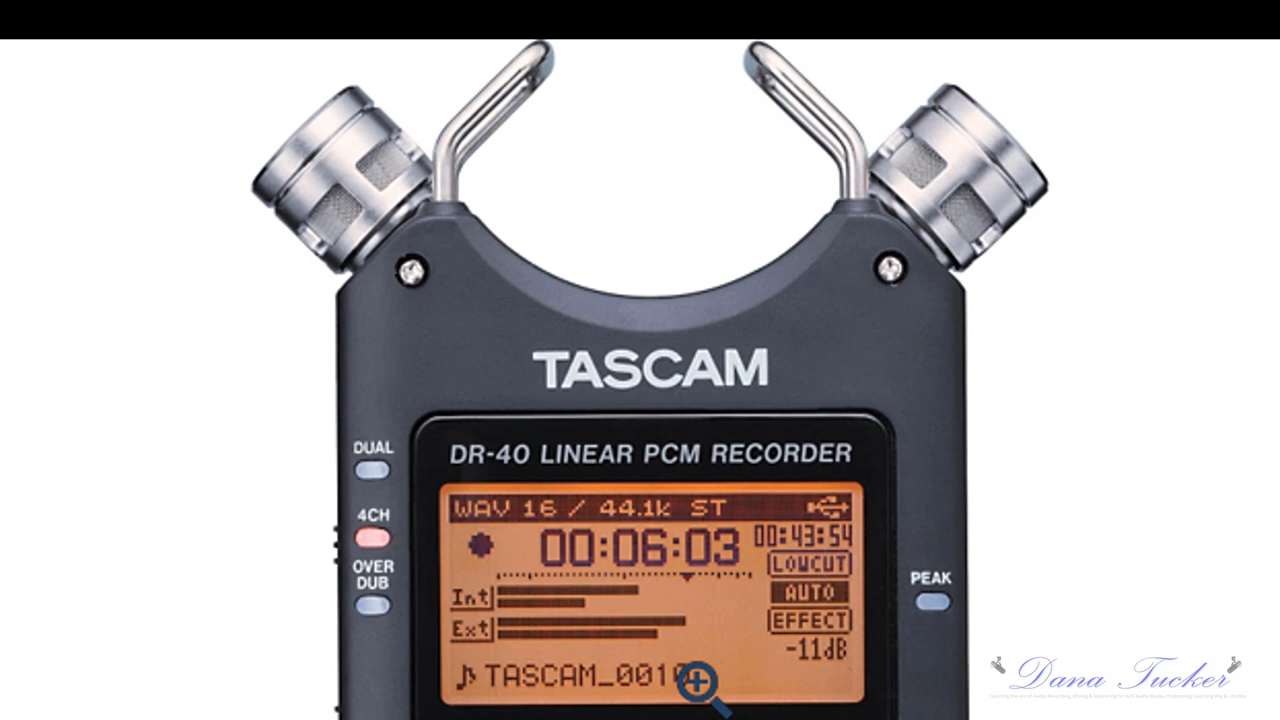 TASCAM
DR-40 LINEAR PCM RECORDER
DUAL
4CH
OVER
DUB
PEAK
WAV 16 / 44.1k ST
00:06:03
00:43:54
LOWCUT
AUTO
EFFECT
-11dB
Int
Ext
TASCAM_0010
Dana Tucker